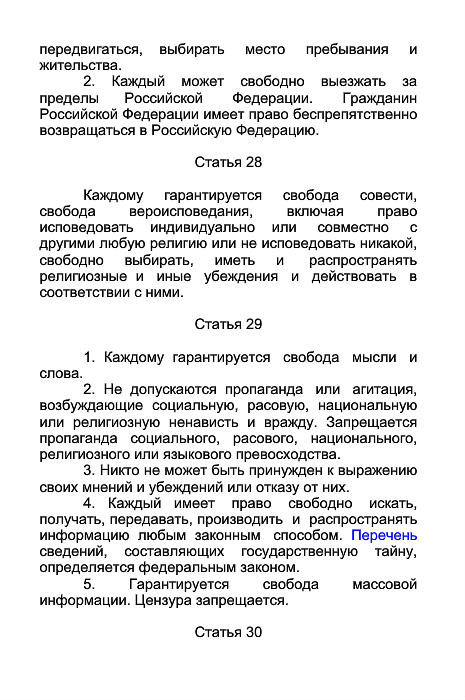 передвигаться, выбирать место пребывания и
жительства.
2. Каждый может свободно выезжать за
пределы Российской Федерации. Гражданин
Российской Федерации имеет право беспрепятственно
возвращаться в Российскую Федерацию.
Статья 28
Каждому гарантируется свобода совести,
свобода вероисповедания, включая право
исповедовать индивидуально или совместно с
другими любую религию или не исповедовать никакой,
свободно выбирать, иметь и распространять
религиозные и иные убеждения и действовать в
соответствии с ними.
Статья 29
1. Каждому гарантируется свобода мысли и
слова.
2. Не допускаются пропаганда или агитация,
возбуждающие социальную, расовую, национальную
или религиозную ненависть и вражду. Запрещается
пропаганда социального, расового, национального,
религиозного или языкового превосходства.
3. Никто не может быть принужден к выражению
своих мнений и убеждений или отказу от них.
4. Каждый имеет право свободно искать,
получать, передавать, производить и распространять
информацию любым законным способом. Перечень
сведений, составляющих государственную тайну,
определяется федеральным законом.
5. Гарантируется свобода массовой
информации. Цензура запрещается.
Статья 30